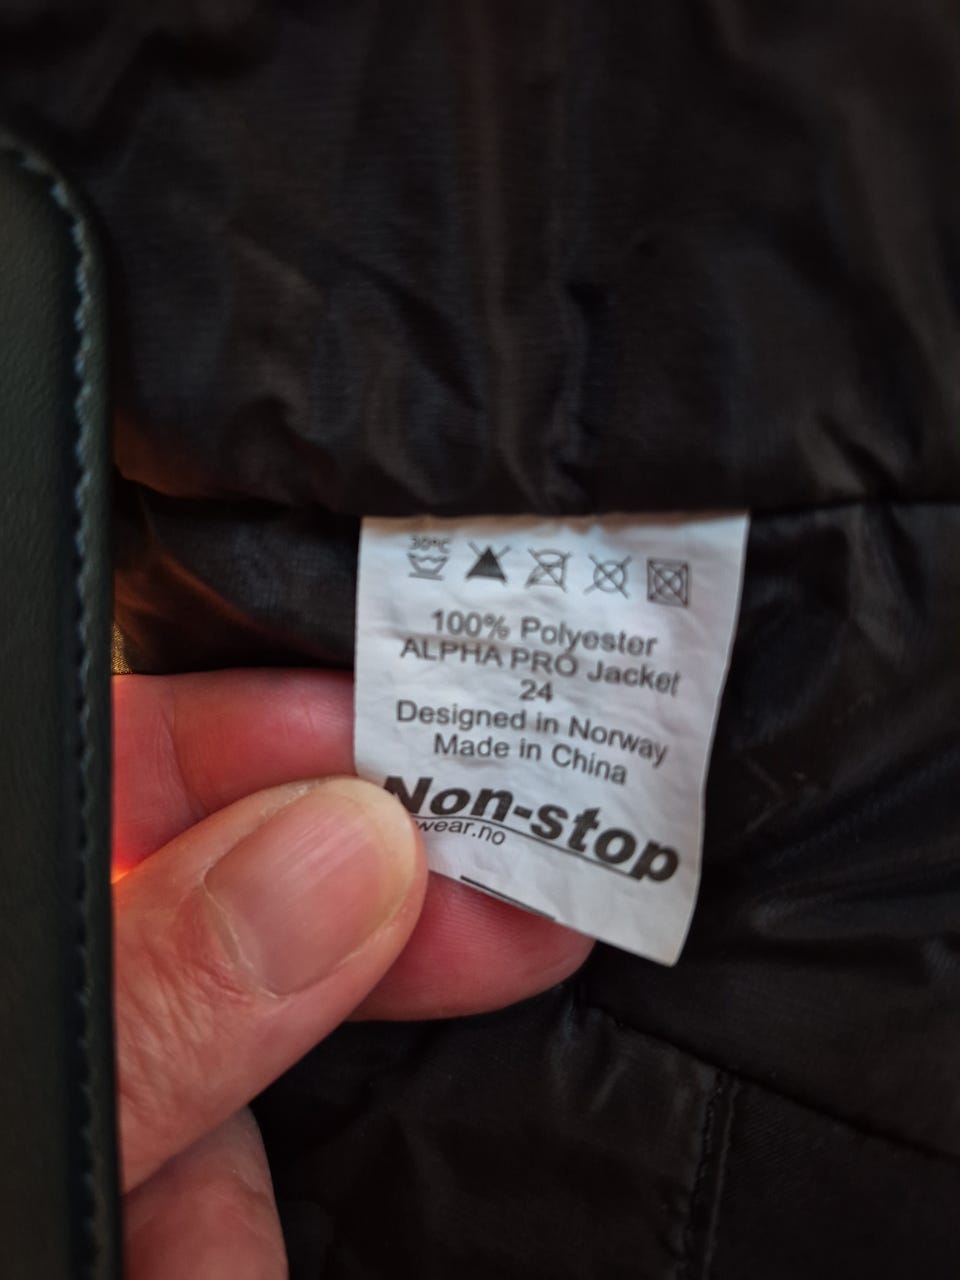 30°C
100% Polyester
ALPHA PRO Jacket
24
Designed in Norway
Made in China
Non-stop
wear.no